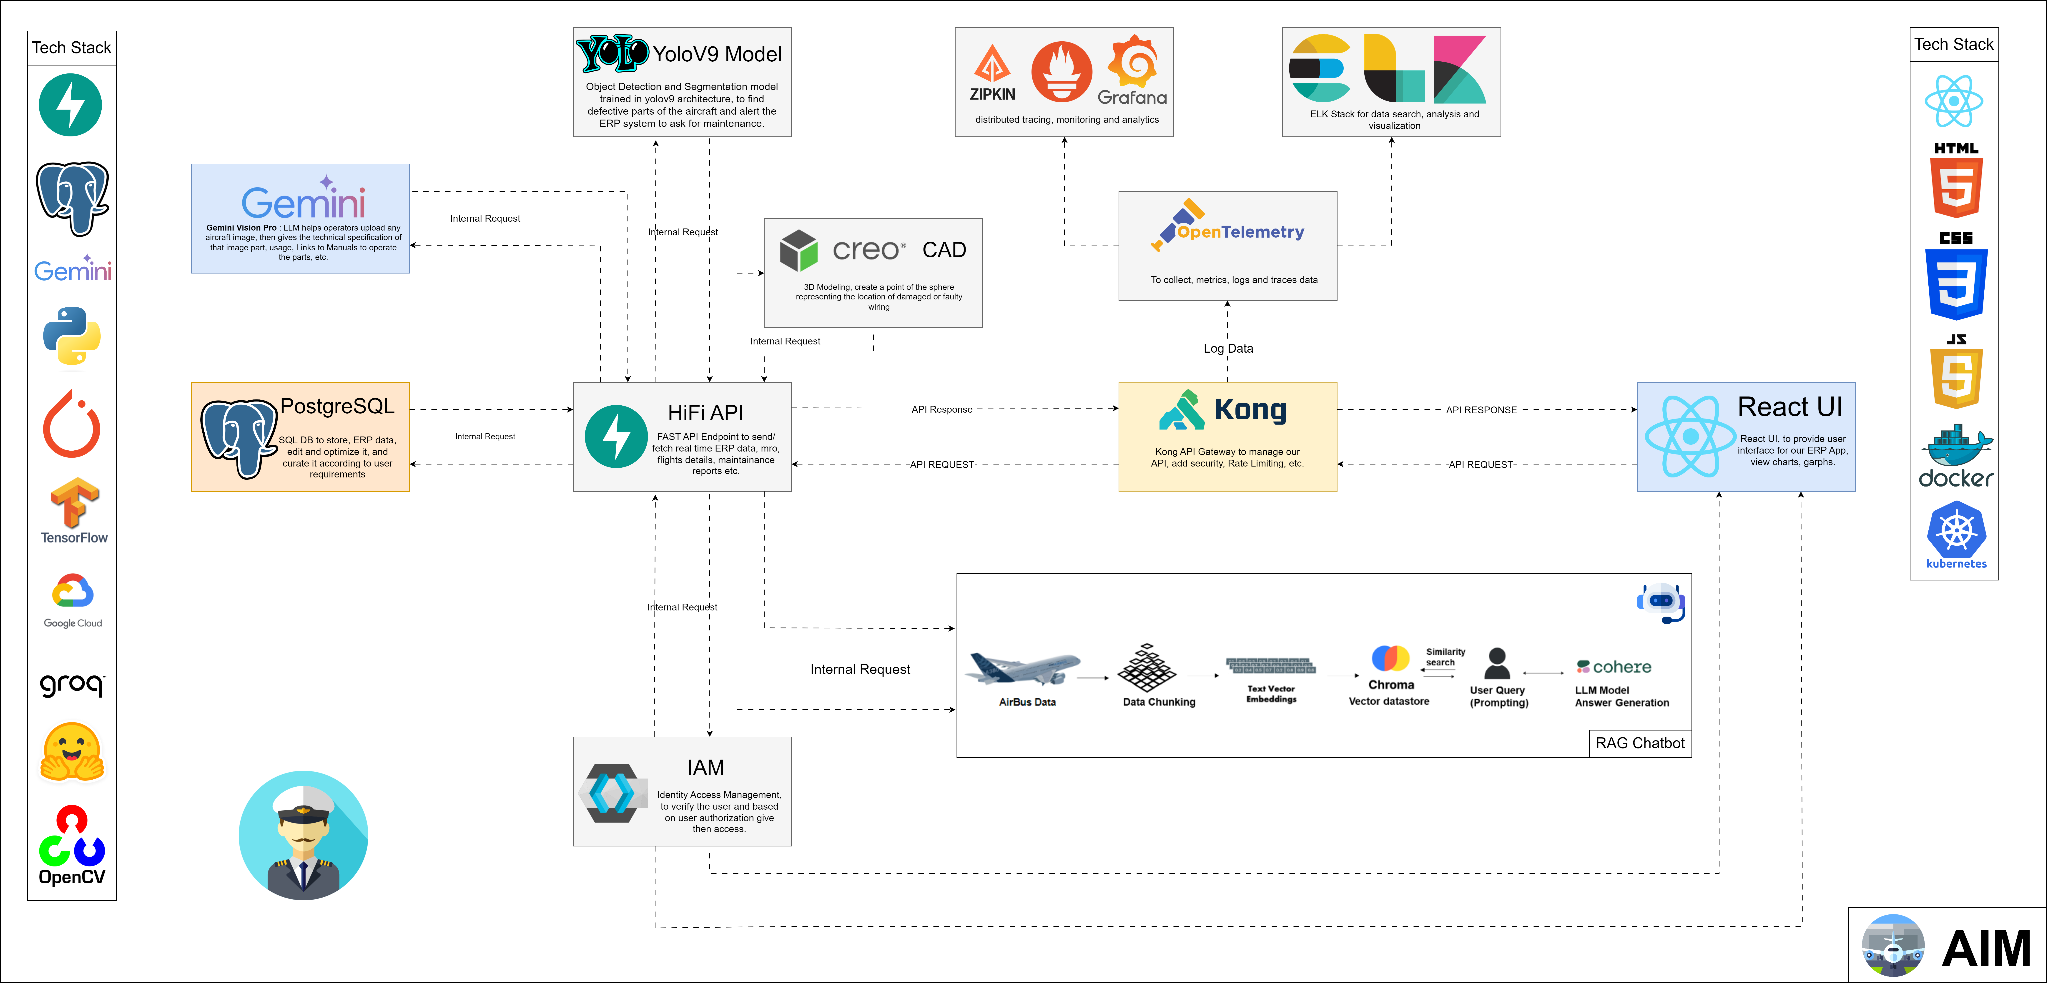 Tech Stack
Gemini
TensorFlow
Google Cloud
groq
OpenCV
YOLO
YoloV9 Model
Object Detection and Segmentation model
trained in yolov9 architecture, to find
defective parts of the aircraft and alert the
ERP system to ask for maintenance.
ZIPKIN
Grafana
distributed tracing, monitoring and analytics
ELK
ELK Stack for data search, analysis and
visualization
Tech Stack
HTML
5
CSS
3
JS
5
docker
kubernetes
Gemini
Gemini Vision Pro : LLM helps operators upload any
aircraft image, then gives the technical specification of
that image part, usage. Links to Manuals to operate
the parts, etc.
Internal Request
Internal Request
creo®
CAD
3D Modeling, create a point of the sphere
representing the location of damaged or faulty
wiring
Internal Request
OpenTelemetry
To collect, metrics, logs and traces data
Log Data
PostgreSQL
SQL DB to store, ERP data,
edit and optimize it, and
curate it according to user
requirements
Internal Request
HiFi API
FAST API Endpoint to send/
fetch real time ERP data, mro,
flights details, maintainance
reports etc.
API Response
API REQUEST
Kong
Kong API Gateway to manage our
API, add security, Rate Limiting, etc.
API RESPONSE
API REQUEST
React UI
React UI, to provide user
interface for our ERP App,
view charts, garphs.
Internal Request
Internal Request
AirBus Data
Data Chunking
Text Vector
Embeddings
Chroma
Vector datastore
Similarity
search
User Query
(Prompting)
cohere
LLM Model
Answer Generation
RAG Chatbot
IAM
Identity Access Management,
to verify the user and based
on user authorization give
then access.
AIM